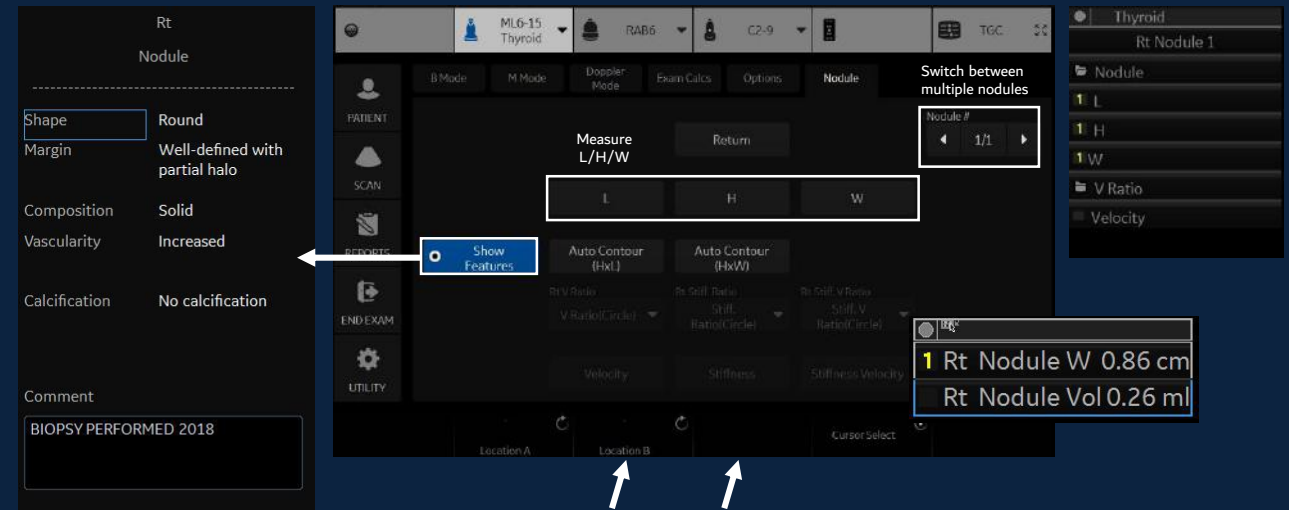 Rt
Nodule
Shape Round
Margin Well-defined with
partial halo
Composition Solid
Vascularity Increased
Calcification No calcification
Comment
BIOPSY PERFORMED 2018
ML6-15
Thyroid
RAB6
C2-9
TGC
PATIENT
SCAN
REPORTS
END EXAM
UTILITY
B Mode
M Mode
Doppler
Mode
Exam Calcs
Options
Nodule
Switch between
multiple nodules
Nodule #
1/1
Measure
L/H/W
Return
L
H
W
Show
Features
Auto Contour
(HxL)
Auto Contour
(HxW)
Rt V Ratio
Rt Stiff. Ratio
Rt Stiff. V Ratio
V Ratio(Circle)
Stiff.
Ratio(Circle)
Stiff. V
Ratio(Circle)
Velocity
Stiffness
Stiffness Velocity
Location A
Location B
Cursor Select
Thyroid
Rt Nodule 1
Nodule
1 L
1 H
1 W
V Ratio
Velocity
1 Rt Nodule W 0.86 cm
Rt Nodule Vol 0.26 ml